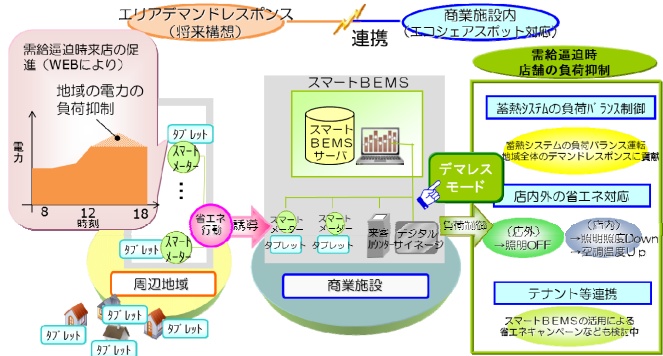 エリアデマンドレスポンス
（将来構想）
連携
商業施設内
（エコシェアスポット対応）
需給逼迫時来店の促
進（WEBにより）
地域の電力の
負荷抑制
電力
8
12
18
時刻
タブレット
スマート
メーター
タブレット
スマート
メーター
省エネ
行動
誘導
周辺地域
タブレット
タブレット
タブレット
タブレット
スマートBEMS
スマート
BEMS
サーバ
スマート
メーター
タブレット
スマート
メーター
タブレット
来客
カウンター
デジタル
サイネージ
商業施設
デマレス
モード
負荷制御
需給逼迫時
店舗の負荷抑制
蓄熱システムの負荷バランス制御
蓄熱システムの負荷バランス運転
地域全体のデマンドレスポンスに貢献
店内外の省エネ対応
（店外）
→照明OFF
（店内）
→照明照度Down
→空調温度Up
テナント等連携
スマートBEMSの活用による
省エネキャンペーンなども検討中